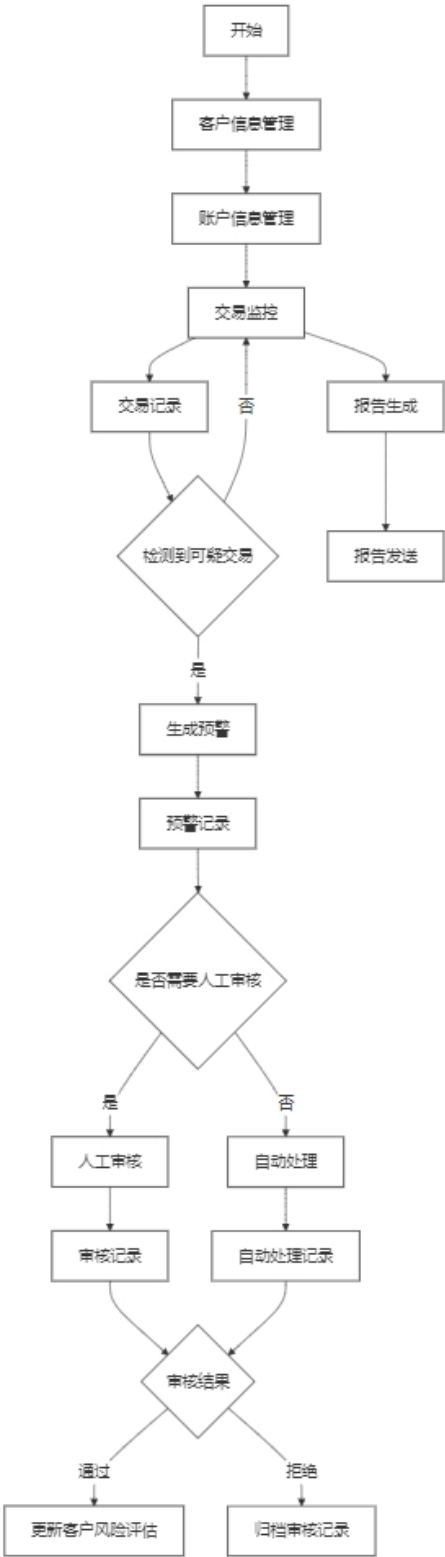 开始
客户信息管理
账户信息管理
交易监控
交易记录
否
报告生成
检测到可疑交易
报告发送
是
生成预警
预警记录
是否需要人工审核
是
否
人工审核
自动处理
审核记录
自动处理记录
审核结果
通过
拒绝
更新客户风险评估
归档审核记录